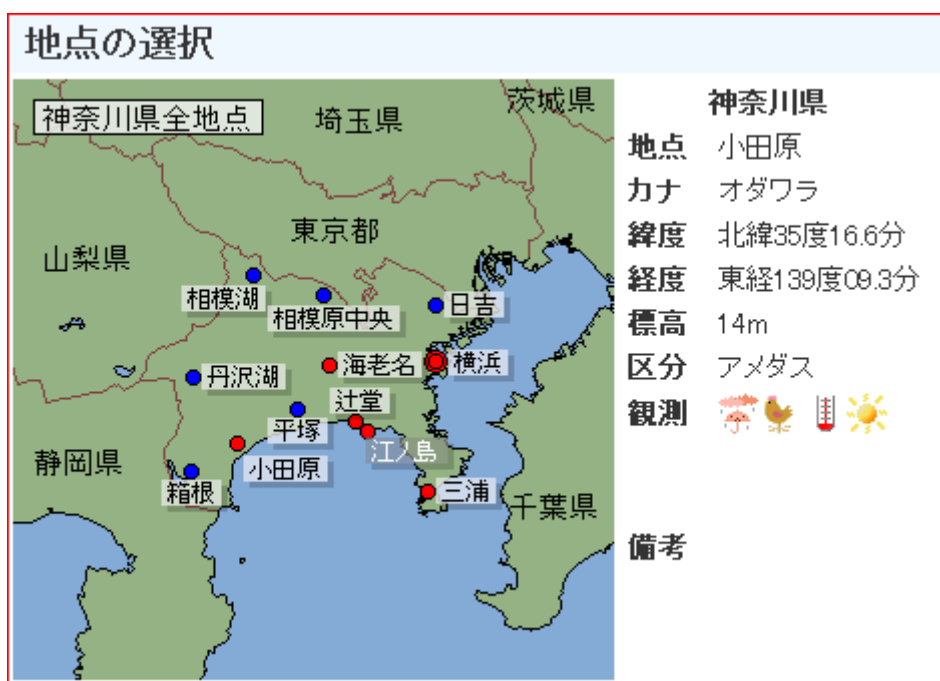 地点の選択
神奈川県全地点
埼玉県
茨城県
東京都
山梨県
相模湖
相模原中央
日吉
海老名
横浜
丹沢湖
辻堂
平塚
江ノ島
静岡県
小田原
箱根
三浦
千葉県
神奈川県
地点 小田原
カナ オダワラ
緯度 北緯35度16.6分
経度 東経139度09.3分
標高 14m
区分 アメダス
観測
備考